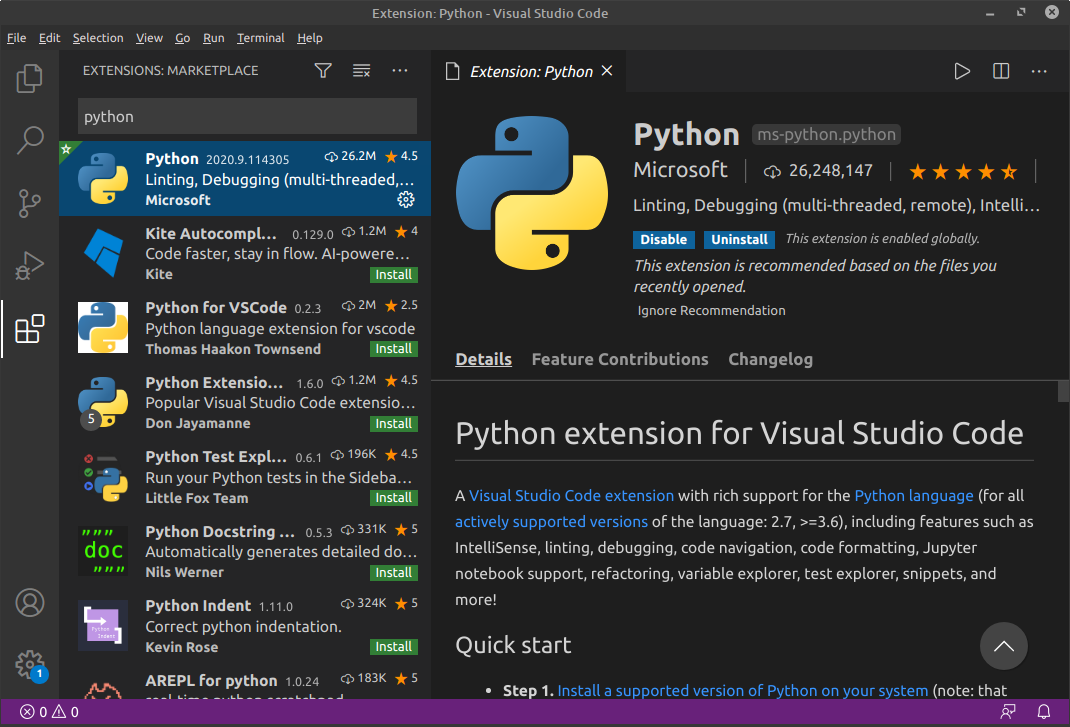 Extension: Python - Visual Studio Code
File Edit Selection View Go Run Terminal Help
EXTENSIONS: MARKETPLACE
python
Python 2020.9.114305 26.2M 4.5
Linting, Debugging (multi-threaded,...
Microsoft
Kite Autocompl... 0.129.0 1.2M 4
Code faster, stay in flow. AI-powere...
Kite Install
Python for VSCode 0.2.3 2M 2.5
Python language extension for vscode
Thomas Haakon Townsend Install
Python Extensio... 1.6.0 1.2M 4.5
Popular Visual Studio Code extensio...
5
Don Jayamanne Install
Python Test Expl... 0.6.1 196K 4.5
Run your Python tests in the Sideba...
Little Fox Team Install
"""
doc
"""
Python Docstring ... 0.5.3 331K 5
Automatically generates detailed do...
Nils Werner Install
Python Indent
Python Indent 1.11.0 324K 5
Correct python indentation.
Kevin Rose Install
AREPL for python 1.0.24 183K 5
real-time python scratchpad
1
Extension: Python
Python ms-python.python
Microsoft 26,248,147
Linting, Debugging (multi-threaded, remote), Intelli...
Disable Uninstall This extension is enabled globally.
This extension is recommended based on the files you
recently opened.
Ignore Recommendation
Details Feature Contributions Changelog
Python extension for Visual Studio Code
A Visual Studio Code extension with rich support for the Python language (for all
actively supported versions of the language: 2.7, >=3.6), including features such as
IntelliSense, linting, debugging, code navigation, code formatting, Jupyter
notebook support, refactoring, variable explorer, test explorer, snippets, and
more!
Quick start
• Step 1. Install a supported version of Python on your system (note: that
0 0